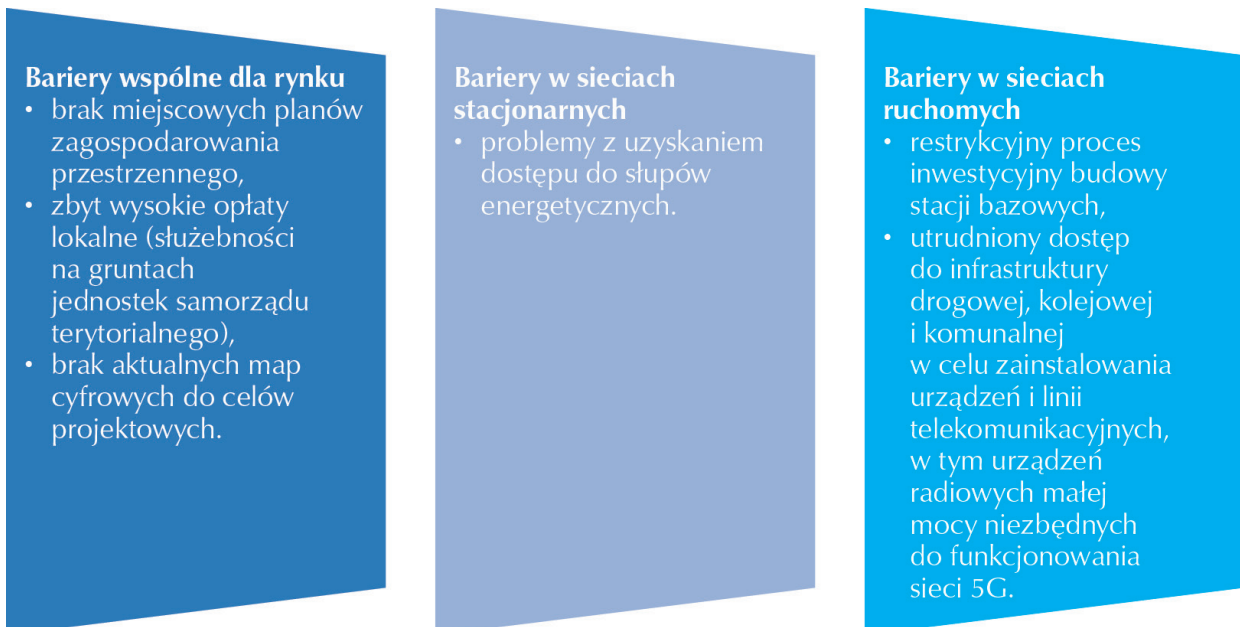 Bariery wspólne dla rynku
• brak miejscowych planów
zagospodarowania
przestrzennego,
• zbyt wysokie opłaty
lokalne (służebności
na gruntach
jednostek samorządu
terytorialnego),
• brak aktualnych map
cyfrowych do celów
projektowych.
Bariery w sieciach
stacjonarnych
• problemy z uzyskaniem
dostępu do słupów
energetycznych.
Bariery w sieciach
ruchomych
• restrykcyjny proces
inwestycyjny budowy
stacji bazowych,
• utrudniony dostęp
do infrastruktury
drogowej, kolejowej
i komunalnej
w celu zainstalowania
urządzeń i linii
telekomunikacyjnych,
w tym urządzeń
radiowych małej
mocy niezbędnych
do funkcjonowania
sieci 5G.